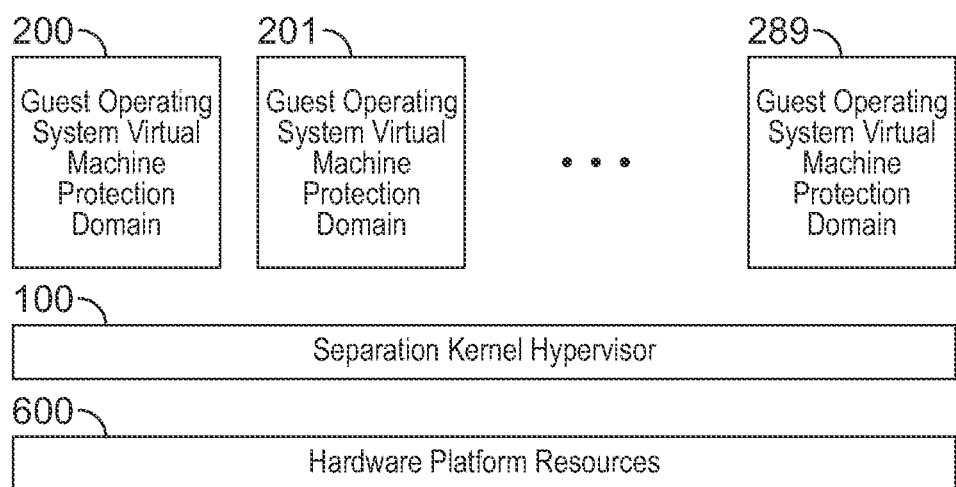 200
201
289
Guest Operating
System Virtual
Machine
Protection
Domain
Guest Operating
System Virtual
Machine
Protection
Domain
Guest Operating
System Virtual
Machine
Protection
Domain
100
Separation Kernel Hypervisor
600
Hardware Platform Resources